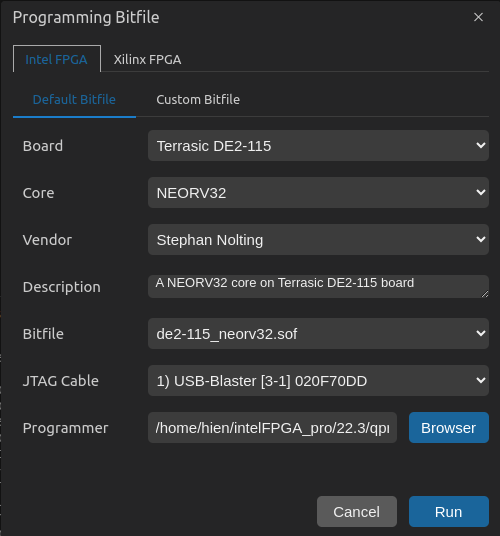 Programming Bitfile ×
Intel FPGA Xilinx FPGA
Default Bitfile Custom Bitfile
Board Terrasic DE2-115
Core NEORV32
Vendor Stephan Nolting
Description A NEORV32 core on Terrasic DE2-115 board
Bitfile de2-115_neorv32.sof
JTAG Cable 1) USB-Blaster [3-1] 020F70DD
Programmer /home/hien/intelFPGA_pro/22.3/ Browser
Cancel Run